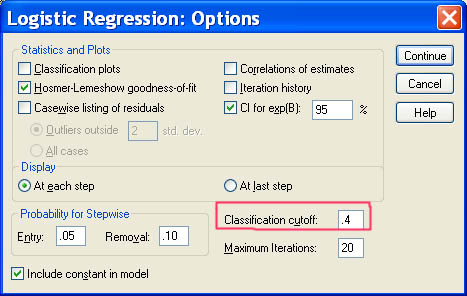 Logistic Regression: Options
Statistics and Plots
Classification plots
Correlations of estimates
Continue
Hosmer-Lemeshow goodness-of-fit
Iteration history
Cancel
Casewise listing of residuals
CI for exp(B): 95 %
Help
Outliers outside 2 std. dev.
All cases
Display
At each step
At last step
Probability for Stepwise
Classification cutoff: .4
Entry: .05 Removal: .10
Maximum Iterations: 20
Include constant in model